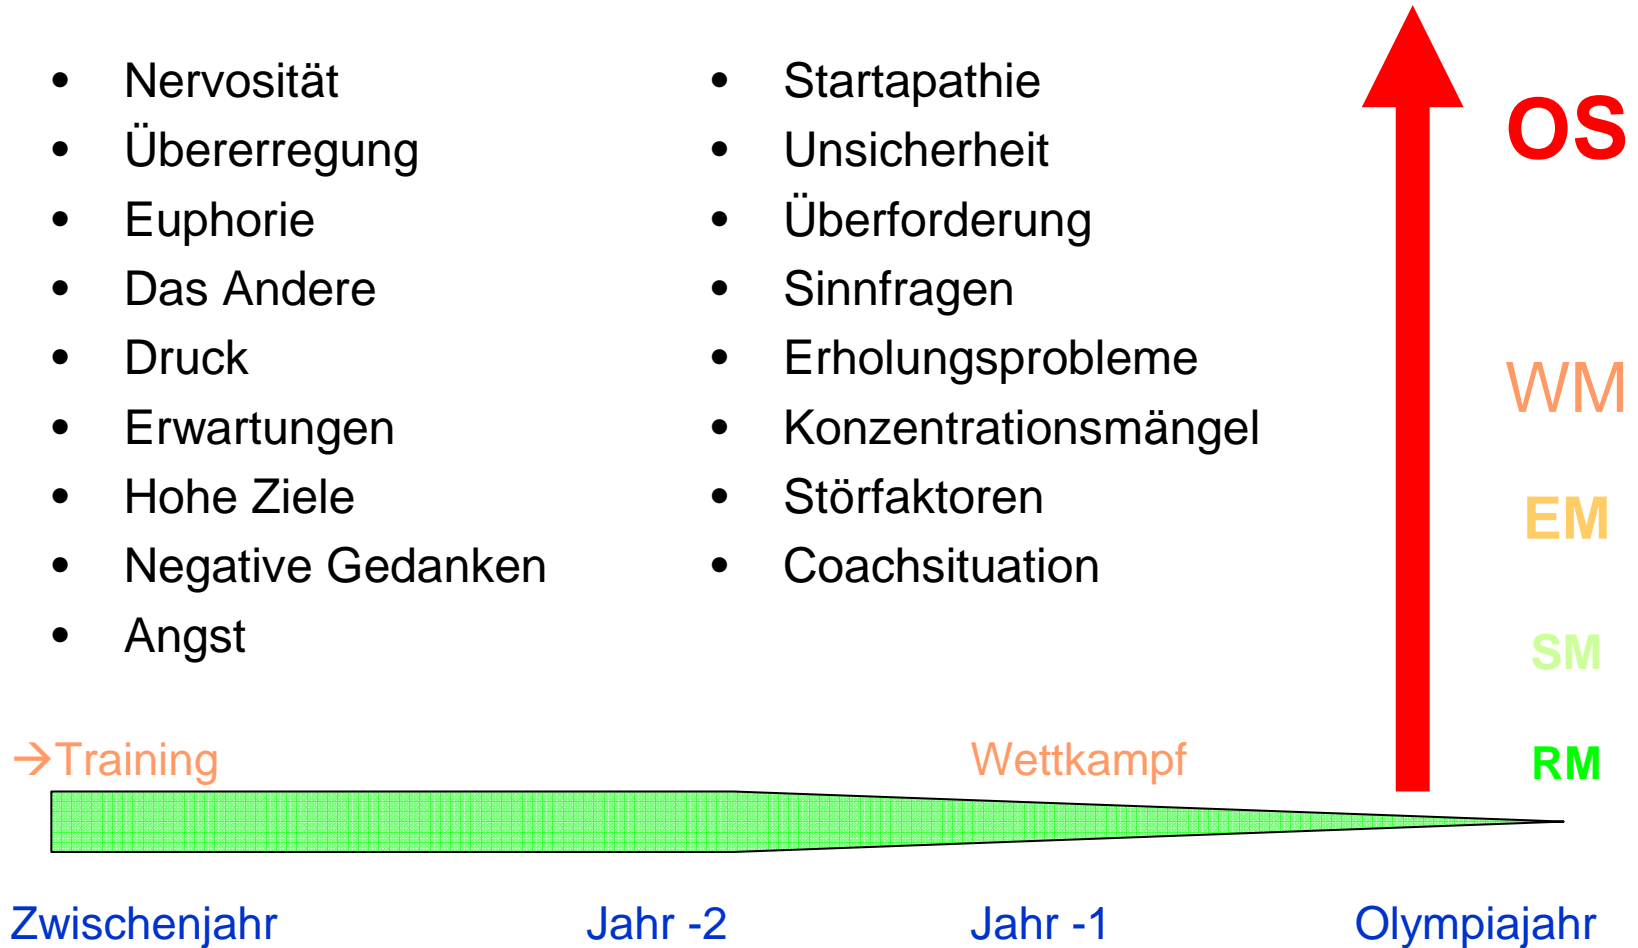 • Nervosität
• Übererregung
• Euphorie
• Das Andere
• Druck
• Erwartungen
• Hohe Ziele
• Negative Gedanken
• Angst
• Startapathie
• Unsicherheit
• Überforderung
• Sinnfragen
• Erholungsprobleme
• Konzentrationsmängel
• Störfaktoren
• Coachsituation
OS
WM
EM
SM
RM
→Training
Wettkampf
Zwischenjahr
Jahr -2
Jahr -1
Olympiajahr